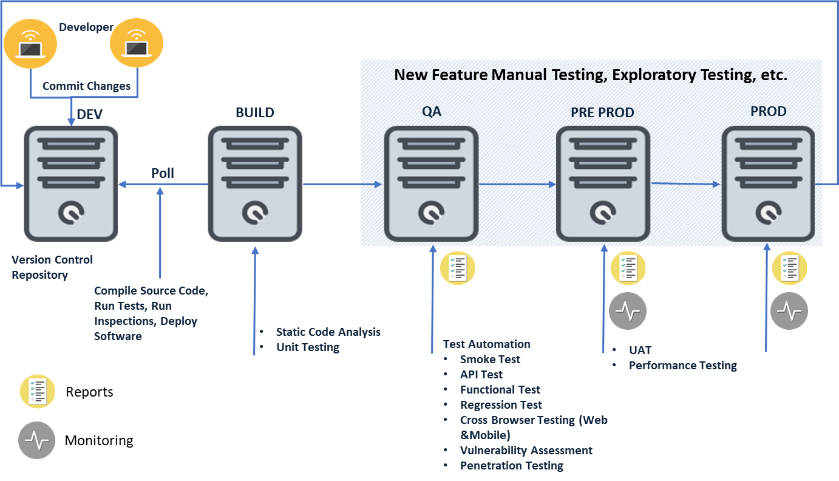 Developer
Commit Changes
New Feature Manual Testing, Exploratory Testing, etc.
DEV
BUILD
QA
PRE PROD
PROD
Poll
Version Control
Repository
Compile Source Code,
Run Tests, Run
Inspections, Deploy
Software
• Static Code Analysis
• Unit Testing
Test Automation
• Smoke Test
• API Test
• Functional Test
• Regression Test
• Cross Browser Testing (Web
&Mobile)
• Vulnerability Assessment
• Penetration Testing
• UAT
• Performance Testing
Reports
Monitoring